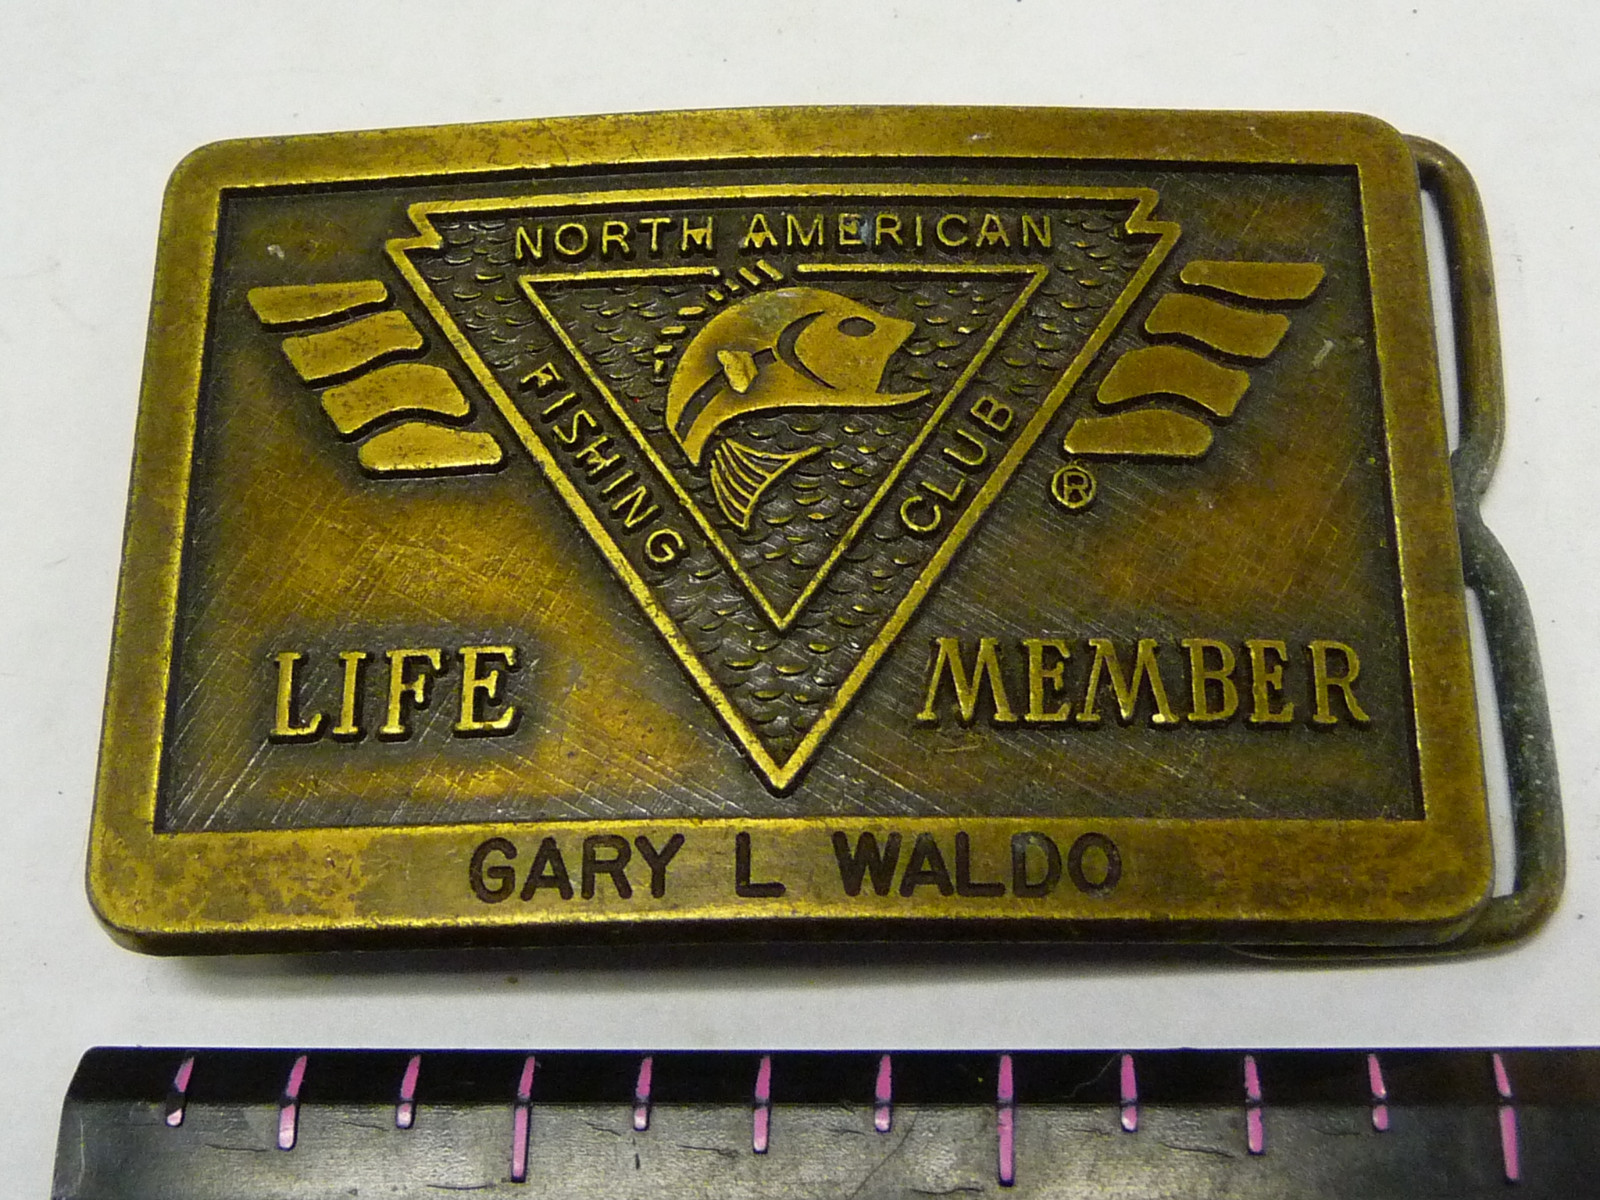 NORTH AMERICAN
FISHING
CLUB
®
LIFE MEMBER
GARY L WALDO